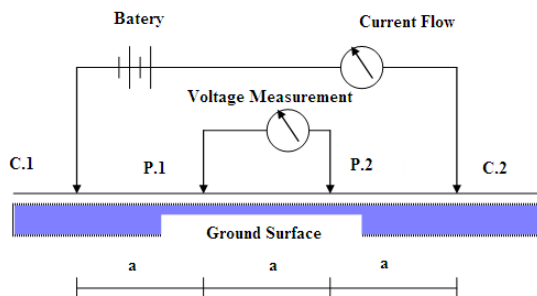 Batery
Current Flow
Voltage Measurement
C.1
P.1
P.2
C.2
Ground Surface
a
a
a